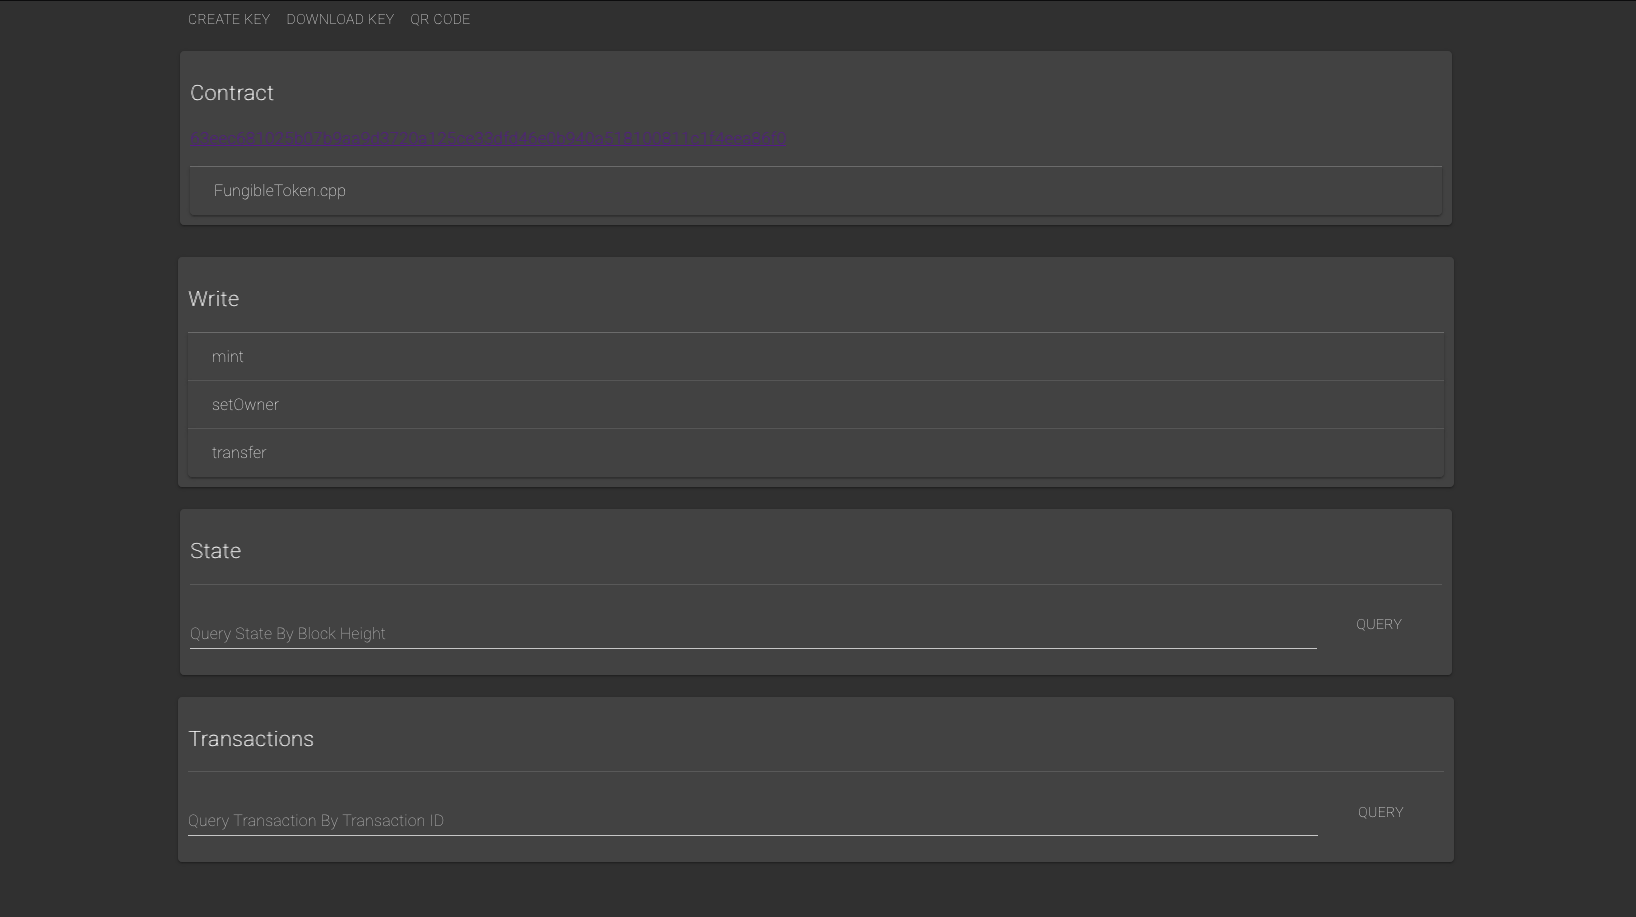 CREATE KEY DOWNLOAD KEY QR CODE
Contract
63eec681025b07b9aa9d3720a125ce33dfd46e0b940a518100811c1f4eea86f0
FungibleToken.cpp
Write
mint
setOwner
transfer
State
Query State By Block Height
QUERY
Transactions
Query Transaction By Transaction ID
QUERY